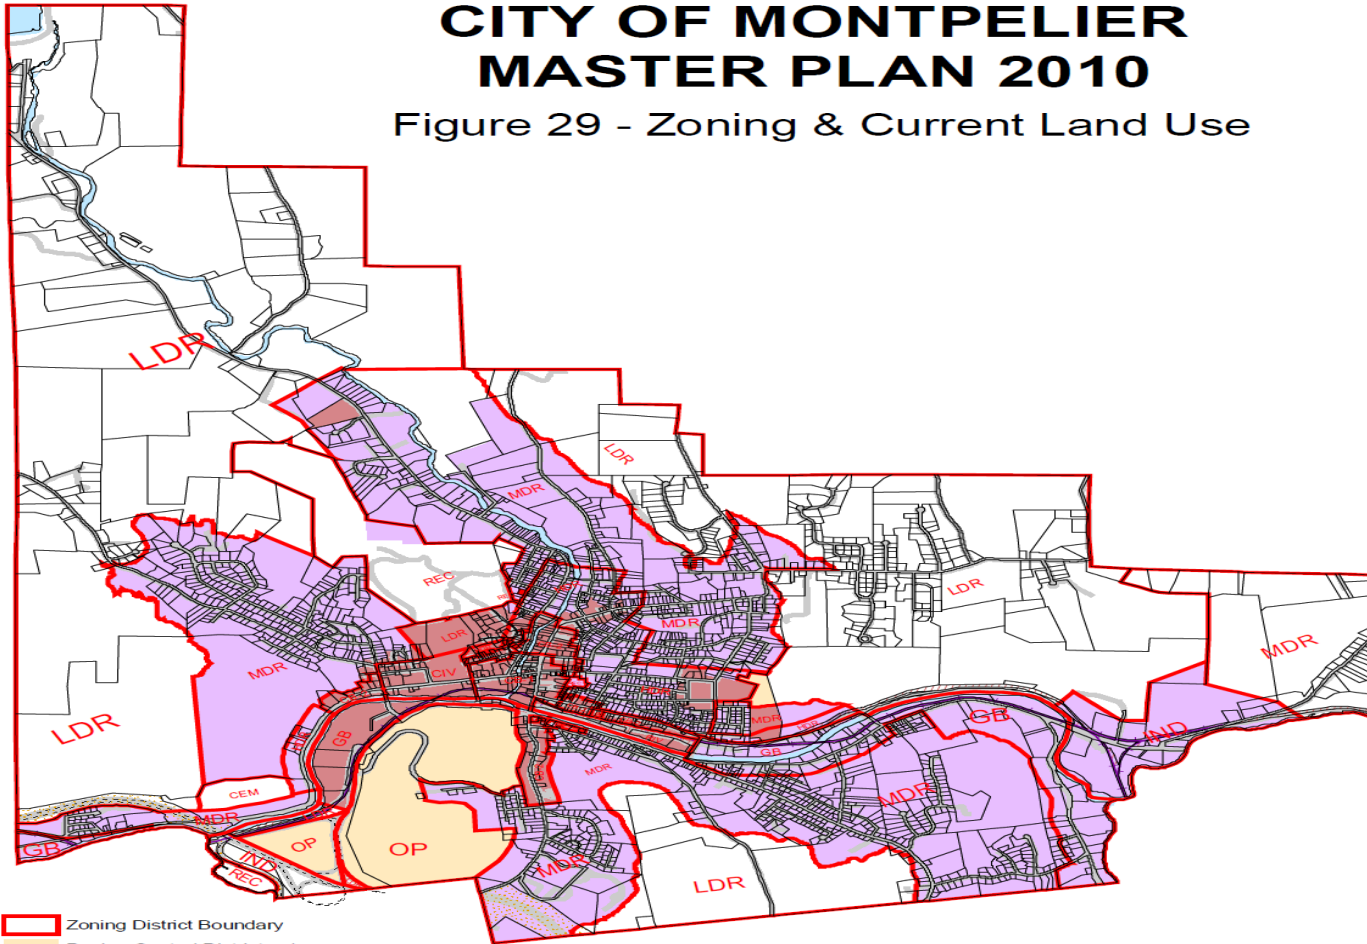 CITY OF MONTPELIER
MASTER PLAN 2010
Figure 29 - Zoning & Current Land Use
LDR
LDR
MDR
REC
LDR
MDR
LDR
MDR
MDR
CIV
LDR
GB
MDR
GB
IND
GB
MDR
MDR
CEM
MDR
GB
OP
OP
IND
REC
MDR
LDR
Zoning District Boundary